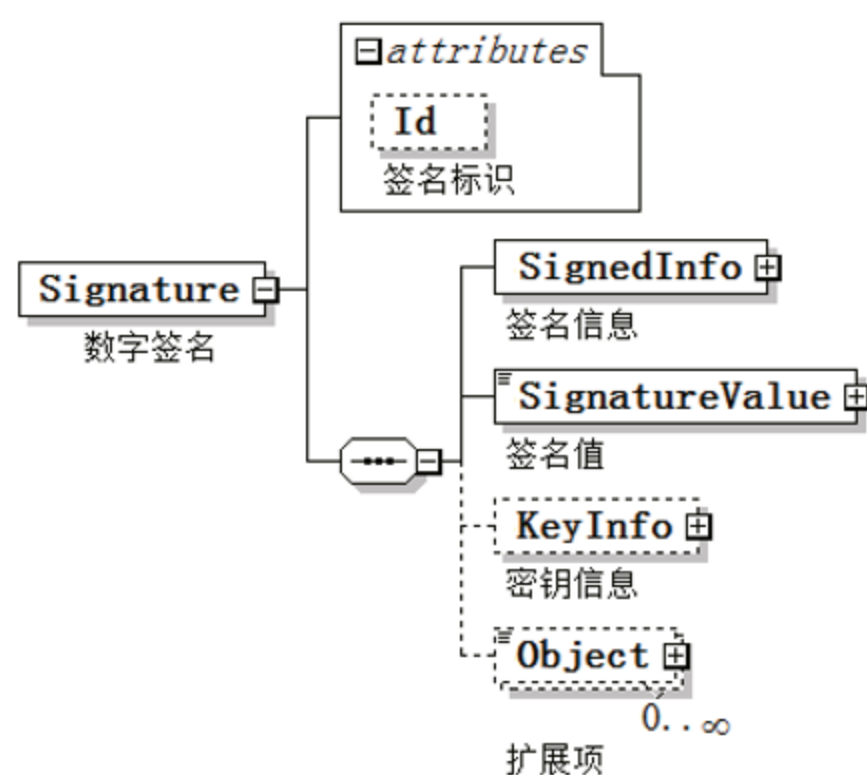 attributes
Id
签名标识
Signature
数字签名
SignedInfo
签名信息
SignatureValue
签名值
KeyInfo
密钥信息
Object
0..∞
扩展项